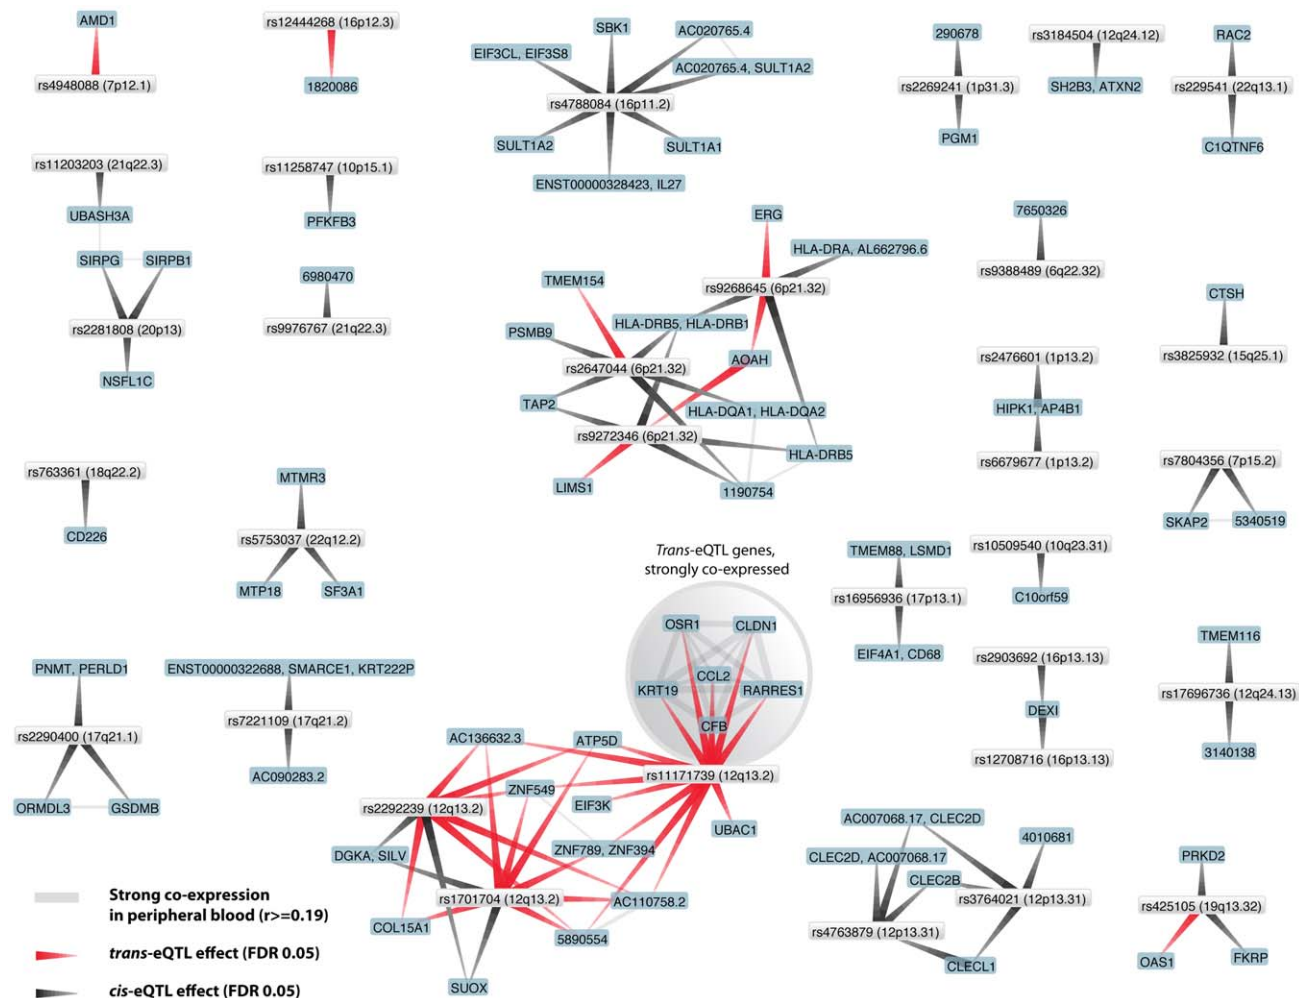 AMD1
rs4948088 (7p12.1)
rs12444268 (16p12.3)
1820086
SBK1
AC020765.4
EIF3CL, EIF3S8
AC020765.4, SULT1A2
rs4788084 (16p11.2)
SULT1A2
SULT1A1
ENST00000328423, IL27
290678
rs2269241 (1p31.3)
PGM1
rs3184504 (12q24.12)
SH2B3, ATXN2
RAC2
rs229541 (22q13.1)
C1QTNF6
rs11203203 (21q22.3)
UBASH3A
SIRPG
SIRPB1
rs2281808 (20p13)
NSFL1C
rs11258747 (10p15.1)
PFKFB3
6980470
rs9976767 (21q22.3)
ERG
HLA-DRA, AL662796.6
TMEM154
rs9268645 (6p21.32)
PSMB9
HLA-DRB5, HLA-DRB1
rs2647044 (6p21.32)
AOAH
TAP2
HLA-DQA1, HLA-DQA2
rs9272346 (6p21.32)
HLA-DRB5
LIMS1
1190754
7650326
rs9388489 (6q22.32)
CTSH
rs3825932 (15q25.1)
rs2476601 (1p13.2)
HIPK1, AP4B1
rs6679677 (1p13.2)
rs7804356 (7p15.2)
SKAP2
5340519
rs763361 (18q22.2)
CD226
MTMR3
rs5753037 (22q12.2)
MTP18
SF3A1
Trans-eQTL genes,
strongly co-expressed
OSR1
CLDN1
CCL2
KRT19
RARRES1
CFB
TMEM88, LSMD1
rs16956936 (17p13.1)
EIF4A1, CD68
rs10509540 (10q23.31)
C10orf59
rs2903692 (16p13.13)
DEXI
rs12708716 (16p13.13)
TMEM116
rs17696736 (12q24.13)
3140138
PNMT, PERLD1
rs2290400 (17q21.1)
ORMDL3
GSDMB
ENST00000322688, SMARCE1, KRT222P
rs7221109 (17q21.2)
AC090283.2
AC136632.3
ATP5D
rs11171739 (12q13.2)
ZNF549
EIF3K
rs2292239 (12q13.2)
UBAC1
DGKA, SILV
ZNF789, ZNF394
rs1701704 (12q13.2)
AC110758.2
COL15A1
5890554
SUOX
AC007068.17, CLEC2D
4010681
CLEC2D, AC007068.17
CLEC2B
rs3764021 (12p13.31)
rs4763879 (12p13.31)
CLECL1
PRKD2
rs425105 (19q13.32)
OAS1
FKRP
Strong co-expression
in peripheral blood (r>=0.19)
trans-eQTL effect (FDR 0.05)
cis-eQTL effect (FDR 0.05)